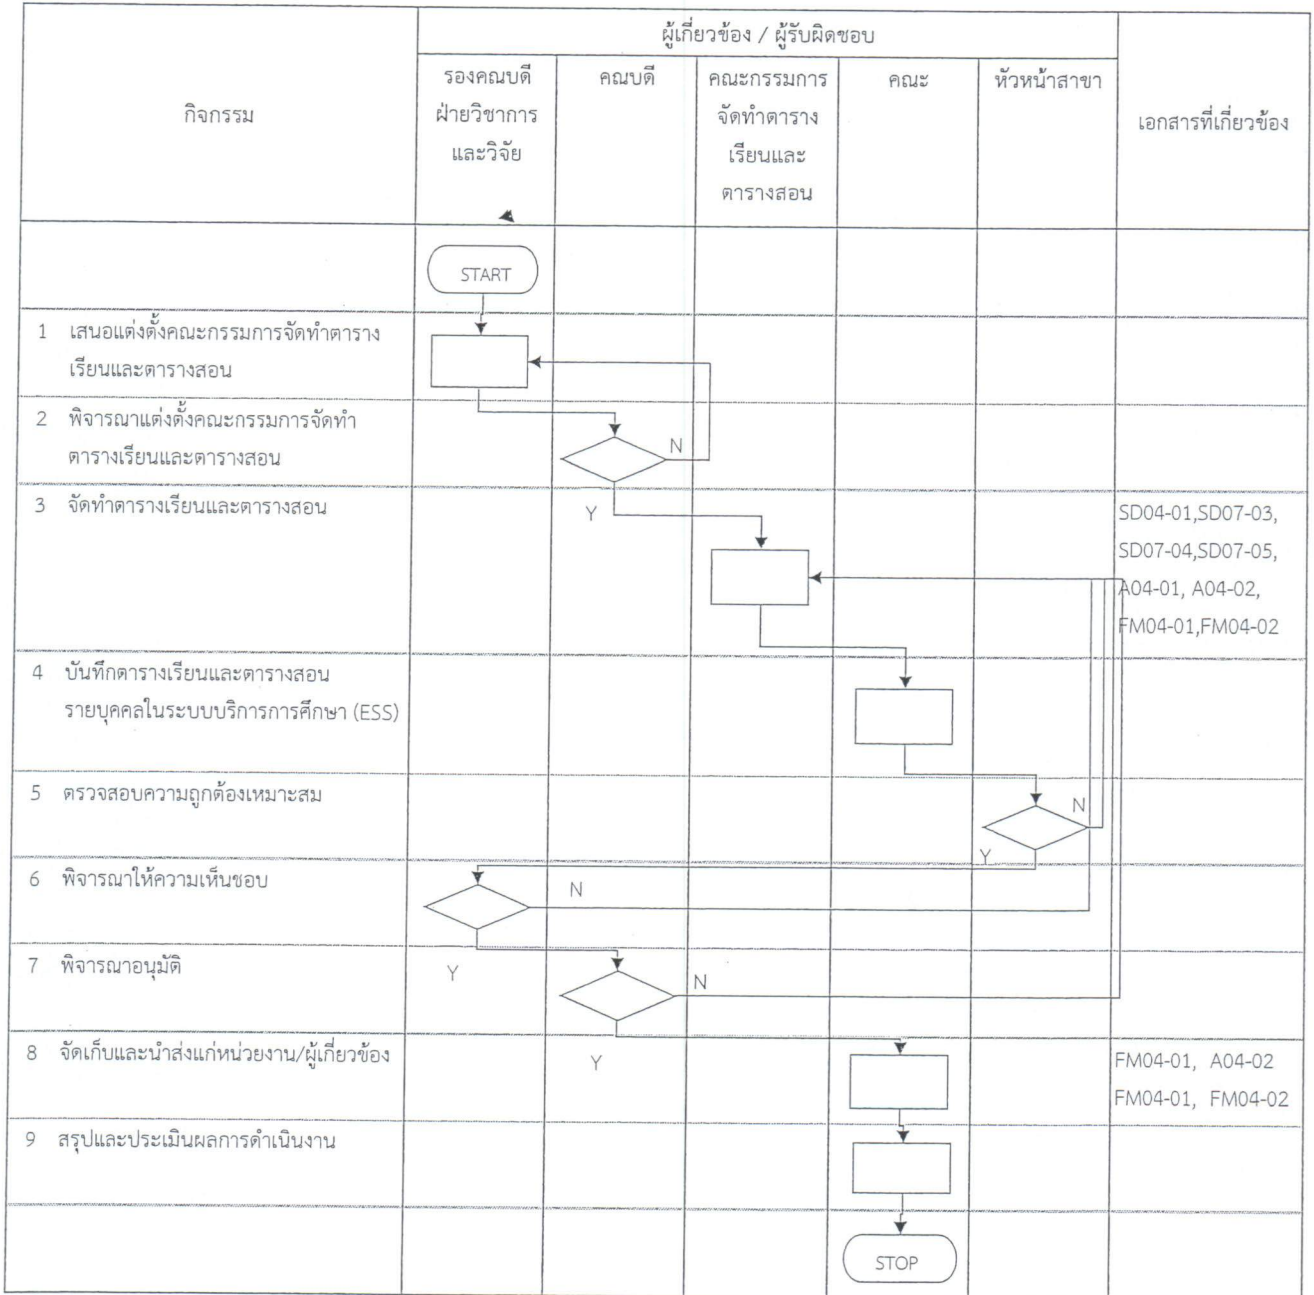 ผู้เกี่ยวข้อง / ผู้รับผิดชอบ
กิจกรรม
รองคณบดี
ฝ่ายวิชาการ
และวิจัย
คณบดี
คณะกรรมการ
จัดทำตาราง
เรียนและ
ตารางสอน
คณะ
หัวหน้าสาขา
เอกสารที่เกี่ยวข้อง
START
1 เสนอแต่งตั้งคณะกรรมการจัดทำตาราง
เรียนและตารางสอน
2 พิจารณาแต่งตั้งคณะกรรมการจัดทำ
ตารางเรียนและตารางสอน
N
3 จัดทำตารางเรียนและตารางสอน
Y
SD04-01,SD07-03,
SD07-04,SD07-05,
A04-01, A04-02,
FM04-01,FM04-02
4 บันทึกตารางเรียนและตารางสอน
รายบุคคลในระบบบริการการศึกษา (ESS)
5 ตรวจสอบความถูกต้องเหมาะสม
N
Y
6 พิจารณาให้ความเห็นชอบ
N
7 พิจารณาอนุมัติ
Y
N
8 จัดเก็บและนำส่งแก่หน่วยงาน/ผู้เกี่ยวข้อง
Y
FM04-01, A04-02
FM04-01, FM04-02
9 สรุปและประเมินผลการดำเนินงาน
STOP